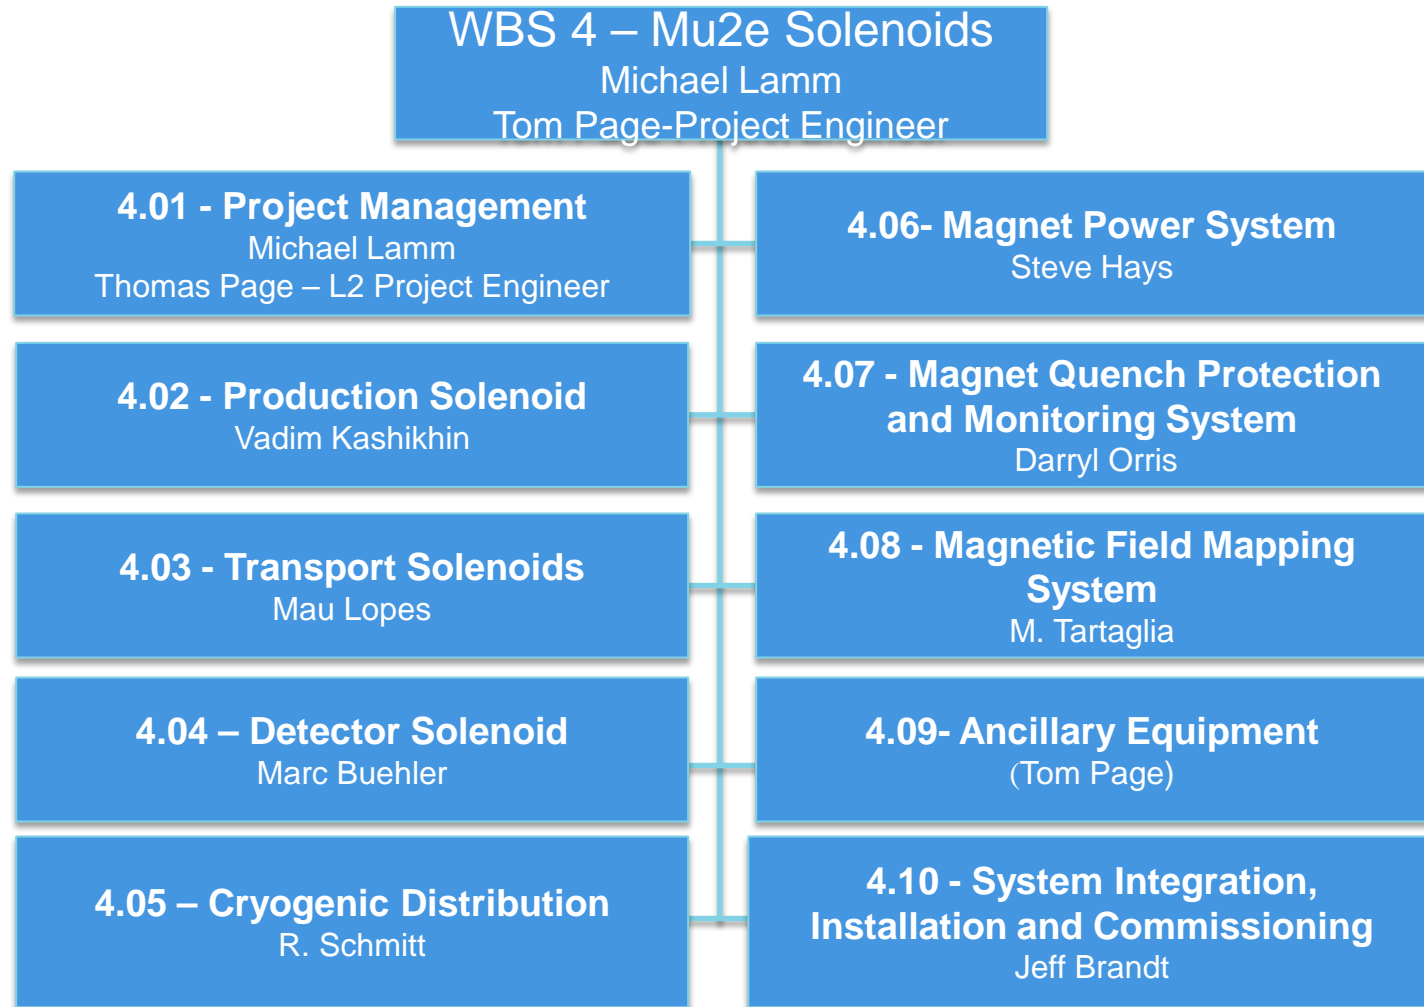 WBS 4 – Mu2e Solenoids
Michael Lamm
Tom Page-Project Engineer
4.01 - Project Management
Michael Lamm
Thomas Page – L2 Project Engineer
4.02 - Production Solenoid
Vadim Kashikhin
4.03 - Transport Solenoids
Mau Lopes
4.04 – Detector Solenoid
Marc Buehler
4.05 – Cryogenic Distribution
R. Schmitt
4.06- Magnet Power System
Steve Hays
4.07 - Magnet Quench Protection
and Monitoring System
Darryl Orris
4.08 - Magnetic Field Mapping
System
M. Tartaglia
4.09- Ancillary Equipment
(Tom Page)
4.10 - System Integration,
Installation and Commissioning
Jeff Brandt